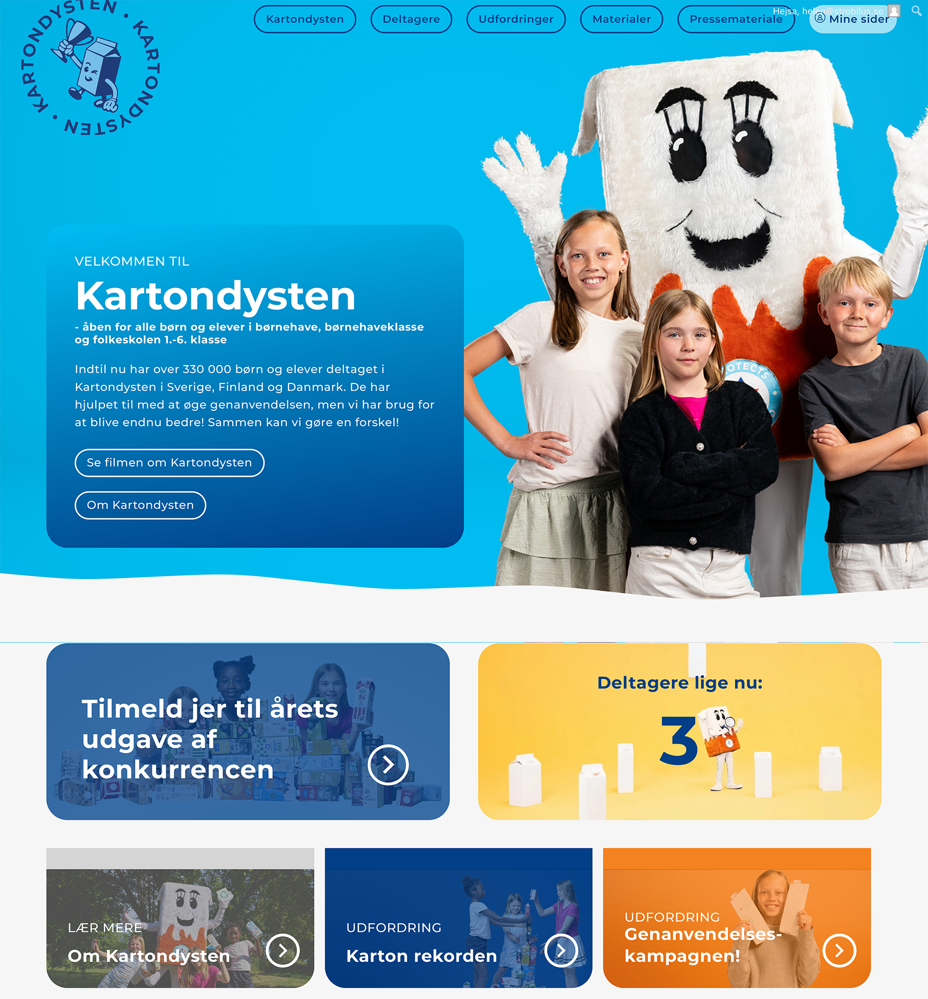 KARTONDYSTEN • KARTONDYSTEN • KARTONDYSTEN
Kartondysten
Deltagere
Udfordringer
Materialer
Pressemateriale
Mine sider
Hejsa, helen@strobilus.se
VELKOMMEN TIL
Kartondysten
- åben for alle børn og elever i børnehave, børnehaveklasse
og folkeskolen 1.-6. klasse
Indtil nu har over 330 000 børn og elever deltaget i
Kartondysten i Sverige, Finland og Danmark. De har
hjulpet til med at øge genanvendelsen, men vi har brug for
at blive endnu bedre! Sammen kan vi gøre en forskel!
Se filmen om Kartondysten
Om Kartondysten
Tilmeld jer til årets
udgave af
konkurrencen
Deltagere lige nu:
3
LÆR MERE
Om Kartondysten
UDFORDRING
Karton rekorden
UDFORDRING
Genanvendelses-
kampagnen!